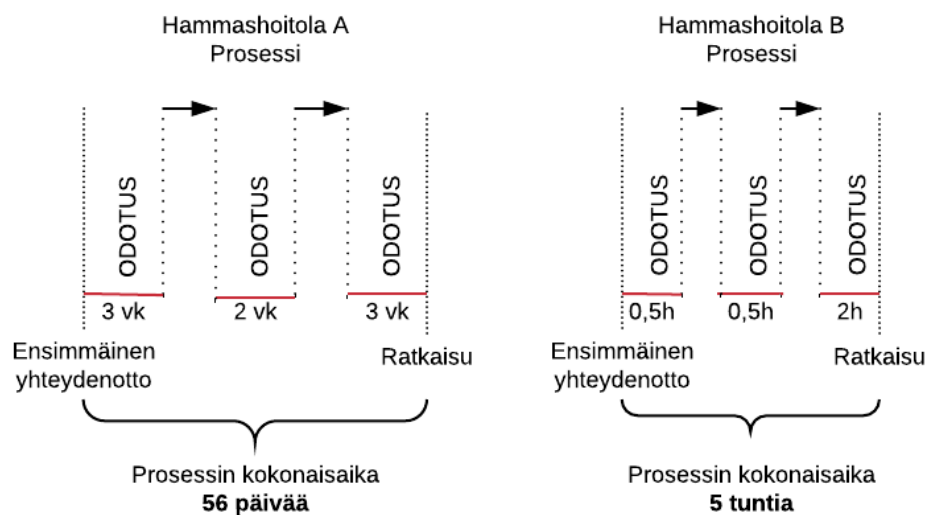 Hammashoitola A
Prosessi
ODOTUS
ODOTUS
ODOTUS
3 vk
2 vk
3 vk
Ensimmäinen
yhteydenotto
Ratkaisu
Prosessin kokonaisaika
56 päivää
Hammashoitola B
Prosessi
ODOTUS
ODOTUS
ODOTUS
0,5h
0,5h
2h
Ensimmäinen
yhteydenotto
Ratkaisu
Prosessin kokonaisaika
5 tuntia